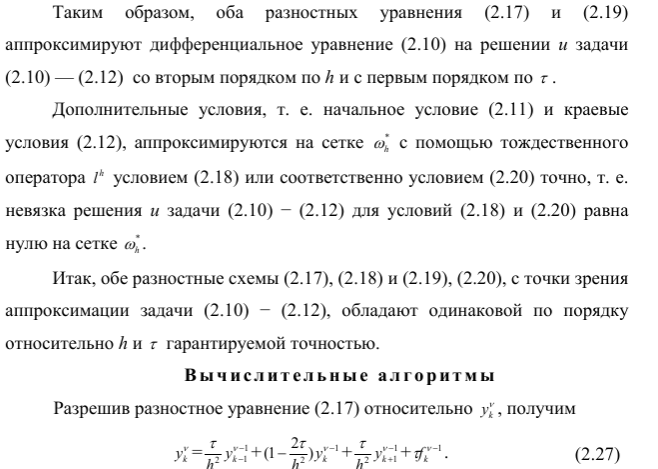 Таким образом, оба разностных уравнения (2.17) и (2.19)
аппроксимируют дифференциальное уравнение (2.10) на решении u задачи
(2.10) — (2.12) со вторым порядком по h и с первым порядком по τ .
Дополнительные условия, т. е. начальное условие (2.11) и краевые
условия (2.12), аппроксимируются на сетке ω_h^* с помощью тождественного
оператора l^h условием (2.18) или соответственно условием (2.20) точно, т. е.
невязка решения u задачи (2.10) − (2.12) для условий (2.18) и (2.20) равна
нулю на сетке ω_h^*.
Итак, обе разностные схемы (2.17), (2.18) и (2.19), (2.20), с точки зрения
аппроксимации задачи (2.10) − (2.12), обладают одинаковой по порядку
относительно h и τ гарантируемой точностью.
Вычислительные алгоритмы
Разрешив разностное уравнение (2.17) относительно y_k^ν , получим
y_k^ν = τ/h^2 y_{k−1}^{ν−1} + (1 − 2τ/h^2) y_k^{ν−1} + τ/h^2 y_{k+1}^{ν−1} + τf_k^{ν−1} . (2.27)